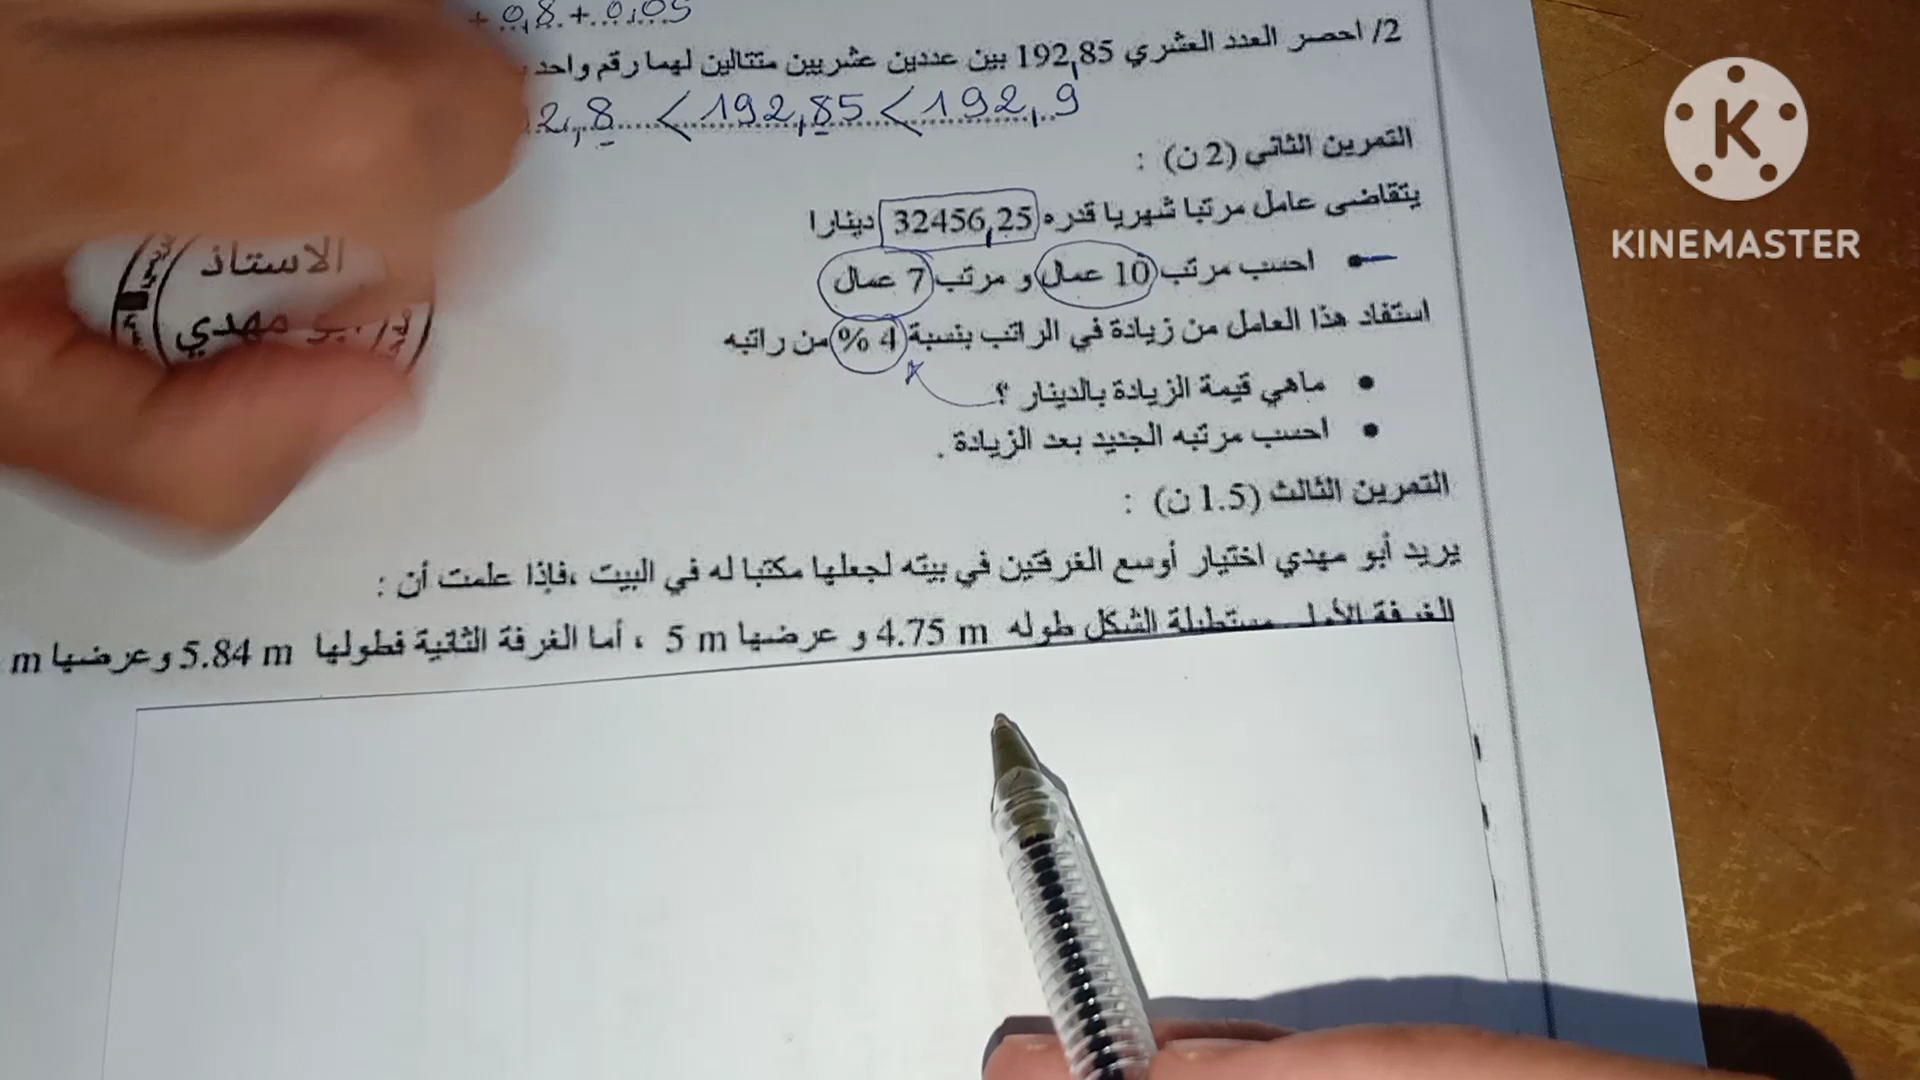 + 0,8 + 0,05
2/ احصر العدد العشري 192,85 بين عددين عشريين متتالين لهما رقم واحد
2,8 < 192,85 < 192,9
التمرين الثاني (2 ن) :
يتقاضى عامل مرتبا شهريا قدره 32456,25 دينارا
• احسب مرتب 10 عمال و مرتب 7 عمال
استفاد هذا العامل من زيادة في الراتب بنسبة 4 % من راتبه
• ماهي قيمة الزيادة بالدينار ؟
• احسب مرتبه الجديد بعد الزيادة .
التمرين الثالث (1.5 ن) :
يريد أبو مهدي اختيار أوسع الغرفتين في بيته لجعلها مكتبا له في البيت ،فإذا علمت أن :
الغرفة الأولى مستطيلة الشكل طوله 4.75 m و عرضها 5 m ، أما الغرفة الثانية فطولها 5.84 m وعرضها m
الاستاذ
أبو مهدي
K
KINEMASTER